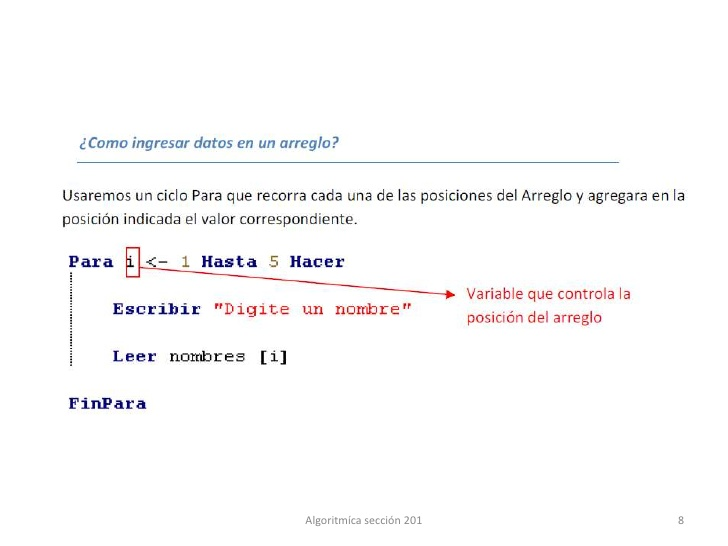 ¿Como ingresar datos en un arreglo?
Usaremos un ciclo Para que recorra cada una de las posiciones del Arreglo y agregara en la
posición indicada el valor correspondiente.
Para i <- 1 Hasta 5 Hacer
Variable que controla la
posición del arreglo
Escribir "Digite un nombre"
Leer nombres [i]
FinPara
Algoritmíca sección 201
8